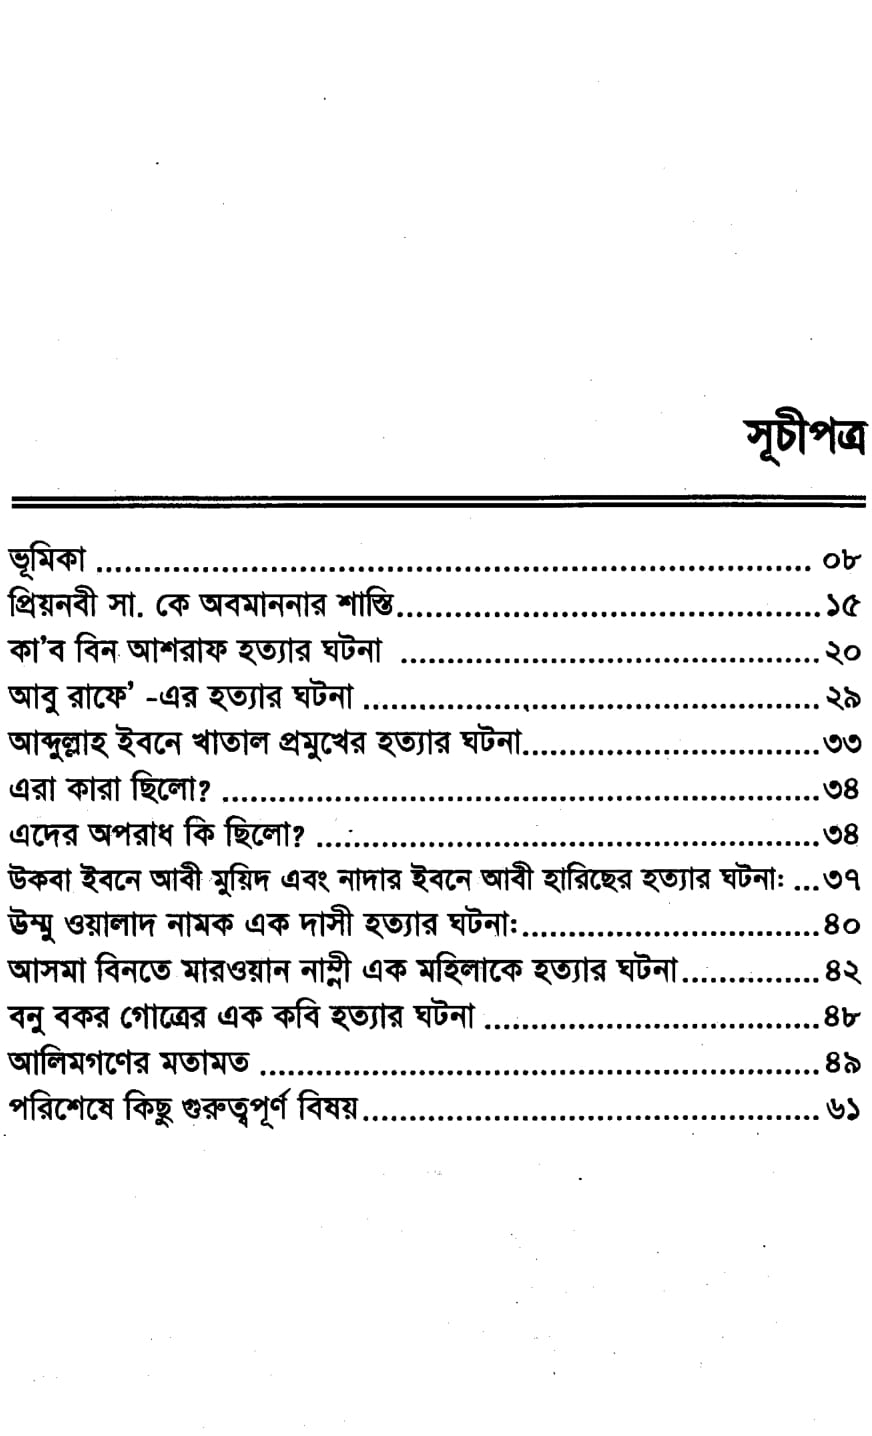 সূচীপত্র
ভূমিকা ........................................................................ ০৮
প্রিয়নবী সা. কে অবমাননার শাস্তি...........................................১৫
কা’ব বিন আশরাফ হত্যার ঘটনা ..........................................২০
আবু রাফে’ -এর হত্যার ঘটনা ..............................................২৯
আব্দুল্লাহ ইবনে খাতাল প্রমুখের হত্যার ঘটনা..............................৩৩
এরা কারা ছিলো? ............................................................৩৪
এদের অপরাধ কি ছিলো? ...................................................৩৪
উকবা ইবনে আবী মুয়িদ এবং নাদার ইবনে আবী হারিছের হত্যার ঘটনা: ...৩৭
উম্মু ওয়ালাদ নামক এক দাসী হত্যার ঘটনা:..............................৪০
আসমা বিনতে মারওয়ান নাম্নী এক মহিলাকে হত্যার ঘটনা..............৪২
বনু বকর গোত্রের এক কবি হত্যার ঘটনা ..................................৪৮
আলিমগণের মতামত ........................................................৪৯
পরিশেষে কিছু গুরুত্বপূর্ণ বিষয়.............................................. ৬১